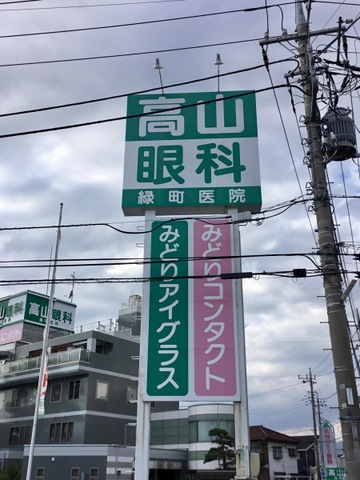 高山
眼科
緑町医院
みどりアイグラス
みどりコンタクト
高山眼科